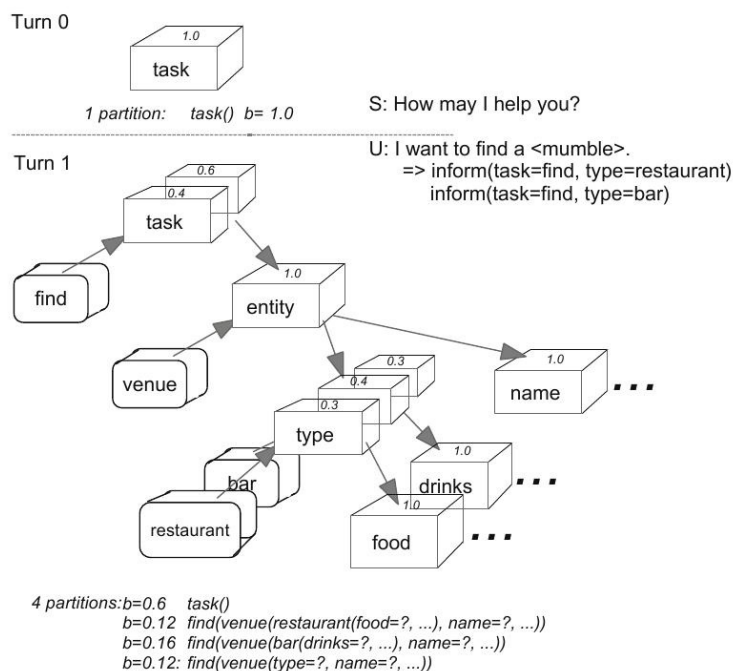 Turn 0
1.0
task
1 partition: task() b= 1.0
S: How may I help you?
Turn 1
U: I want to find a <mumble>.
=> inform(task=find, type=restaurant)
inform(task=find, type=bar)
0.6
0.4
task
find
1.0
entity
venue
1.0
name
...
0.3
0.4
0.3
type
bar
restaurant
1.0
drinks
...
1.0
food
...
4 partitions: b=0.6 task()
b=0.12 find(venue(restaurant(food=?, ...), name=?, ...))
b=0.16 find(venue(bar(drinks=?, ...), name=?, ...))
b=0.12: find(venue(type=?, name=?, ...))